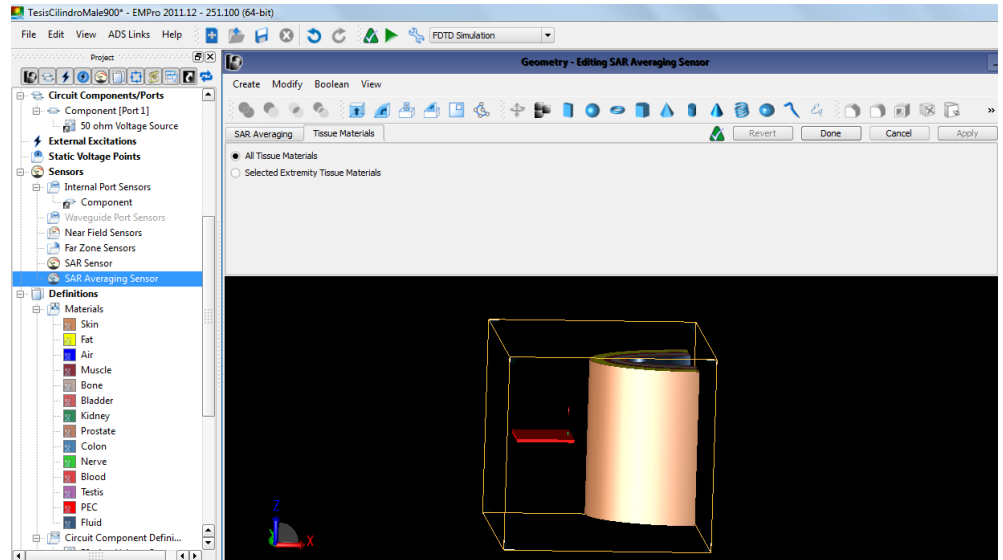 TesisCilindroMale900* - EMPro 2011.12 - 251.100 (64-bit)
File Edit View ADS Links Help FDTD Simulation
Project
Geometry - Editing SAR Averaging Sensor
Create Modify Boolean View
SAR Averaging Tissue Materials Revert Done Cancel Apply
All Tissue Materials
Selected Extremity Tissue Materials
Circuit Components/Ports
Component [Port 1]
50 ohm Voltage Source
External Excitations
Static Voltage Points
Sensors
Internal Port Sensors
Component
Waveguide Port Sensors
Near Field Sensors
Far Zone Sensors
SAR Sensor
SAR Averaging Sensor
Definitions
Materials
Skin
Fat
Air
Muscle
Bone
Bladder
Kidney
Prostate
Colon
Nerve
Blood
Testis
PEC
Fluid
Circuit Component Defini...
Z
X